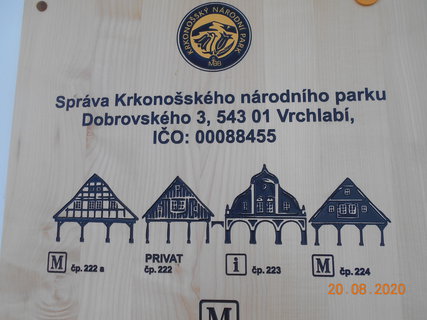 KRKONOŠSKÝ NÁRODNÍ PARK
Správa Krkonošského národního parku
Dobrovského 3, 543 01 Vrchlabí,
IČO: 00088455
M čp. 222 a
PRIVAT
čp. 222
i čp. 223
M čp. 224
20.08.2020
M